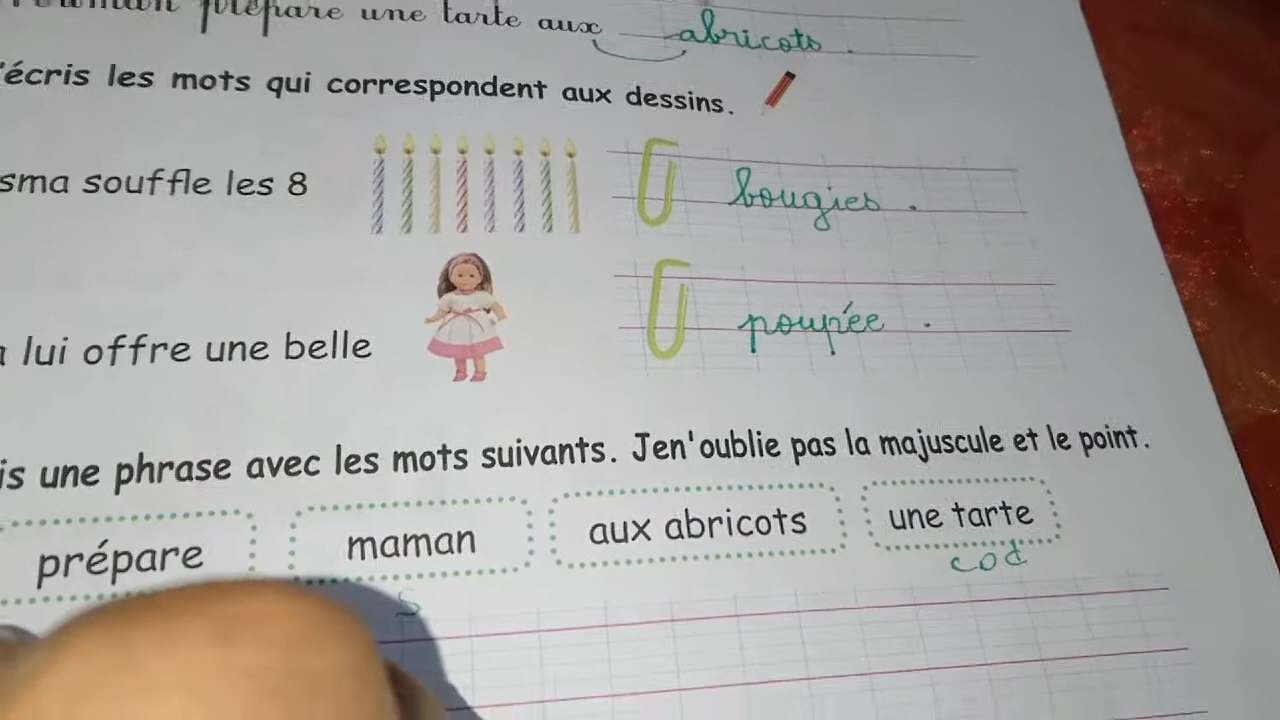 prépare une tarte aux abricots .
'écris les mots qui correspondent aux dessins.
sma souffle les 8 bougies .
lui offre une belle poupée .
is une phrase avec les mots suivants. Jen'oublie pas la majuscule et le point.
prépare maman aux abricots une tarte
S cod